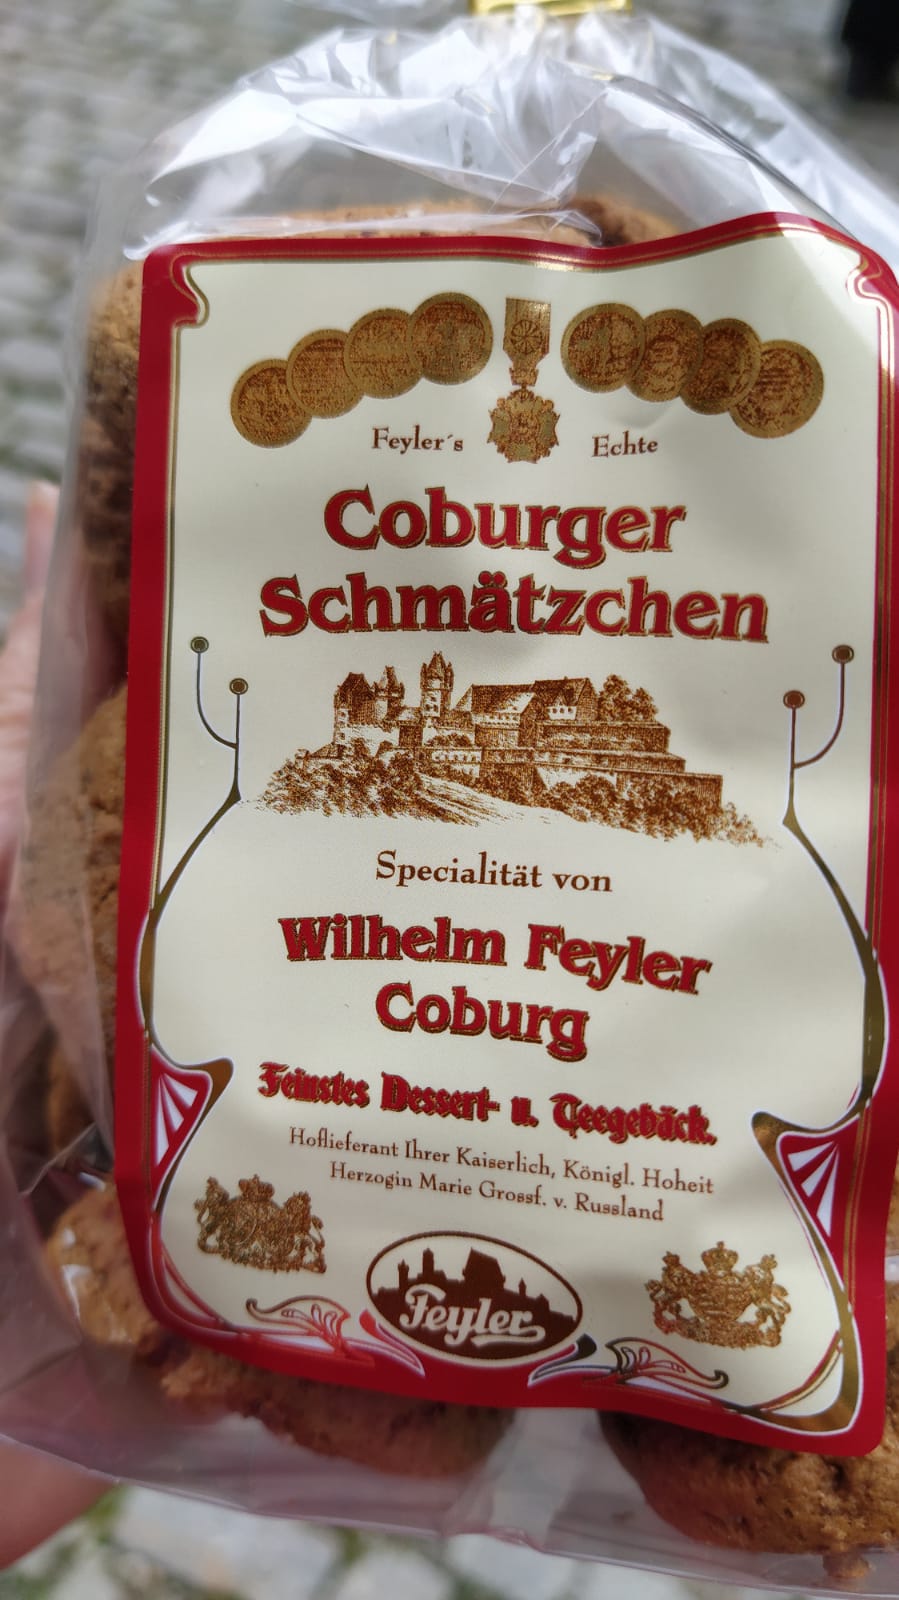 Feyler´s Echte
Coburger
Schmätzchen
Specialität von
Wilhelm Feyler
Coburg
Feinstes Dessert- u. Teegebäck.
Hoflieferant Ihrer Kaiserlich, Königl. Hoheit
Herzogin Marie Grossf. v. Russland
Feyler